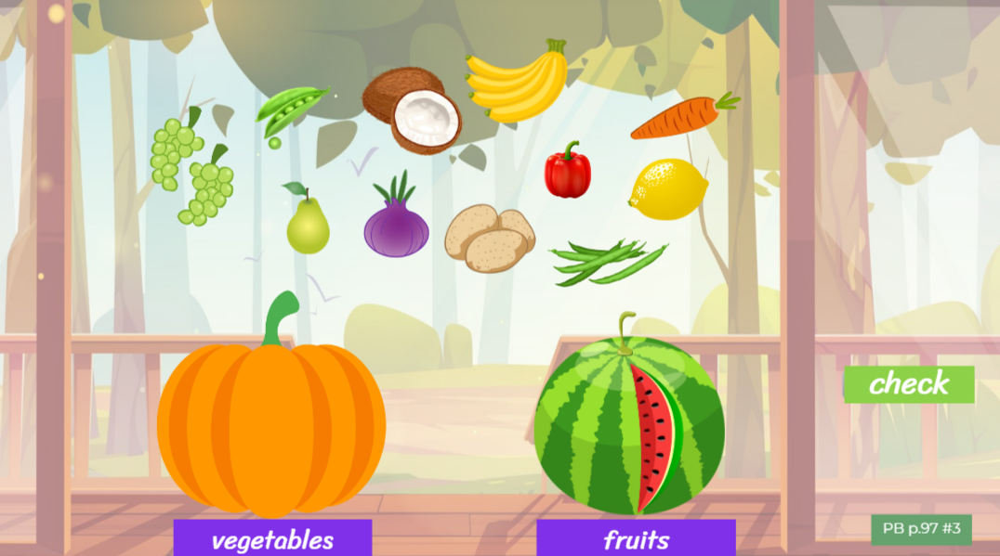 check
PB p.97 #3
vegetables
fruits